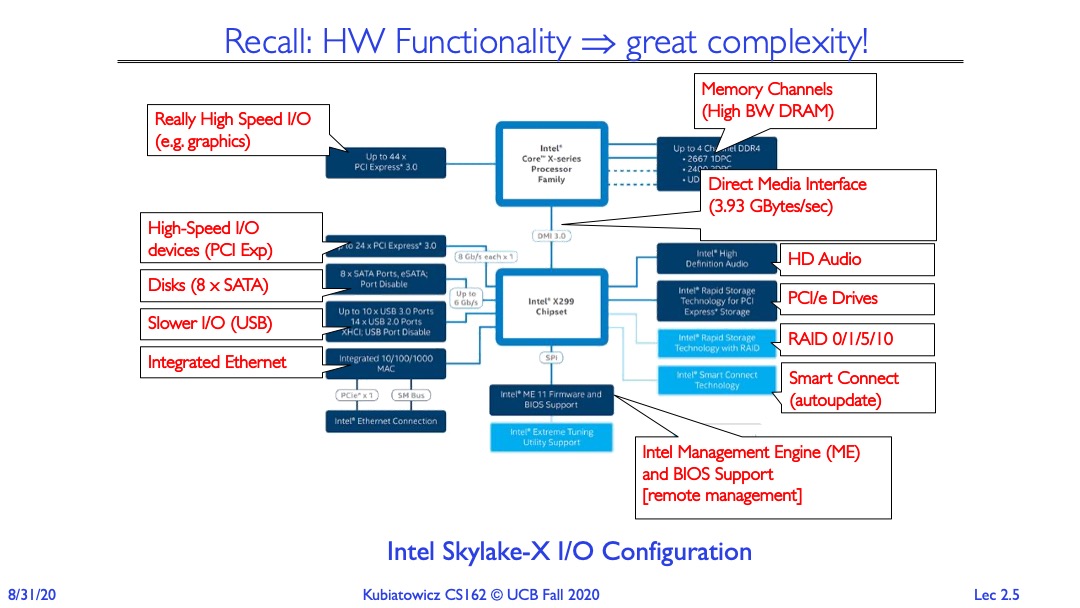 Recall: HW Functionality ⇒ great complexity!
Memory Channels
(High BW DRAM)
Really High Speed I/O
(e.g, graphics)
Up to 44 x
PCI Express* 3.0
Intel®
Core™ X-series
Processor
Family
Up to 4 Ch DDR4
• 2667 1DPC
• 2400 2DPC
• UD
Direct Media Interface
(3.93 GBytes/sec)
DMI 3.0
High-Speed I/O
devices (PCI Exp)
to 24 x PCI Express* 3.0
8 Gb/s each x 1
Intel® High
Definition Audio
HD Audio
Disks (8 x SATA)
8 x SATA Ports, eSATA;
Port Disable
Up to
6 Gb/s
Intel® X299
Chipset
Intel® Rapid Storage
Technology for PCI
Express* Storage
PCI/e Drives
Slower I/O (USB)
Up to 10 x USB 3.0 Ports
14 x USB 2.0 Ports
XHCI; USB Port Disable
Intel® Rapid Storage
Technology with RAID
RAID 0/1/5/10
Integrated Ethernet
Integrated 10/100/1000
MAC
SPI
Intel® Smart Connect
Technology
Smart Connect
(autoupdate)
PCIe* x 1
SM Bus
Intel® ME 11 Firmware and
BIOS Support
Intel® Ethernet Connection
Intel® Extreme Tuning
Utility Support
Intel Management Engine (ME)
and BIOS Support
[remote management]
Intel Skylake-X I/O Configuration
8/31/20
Kubiatowicz CS162 © UCB Fall 2020
Lec 2.5